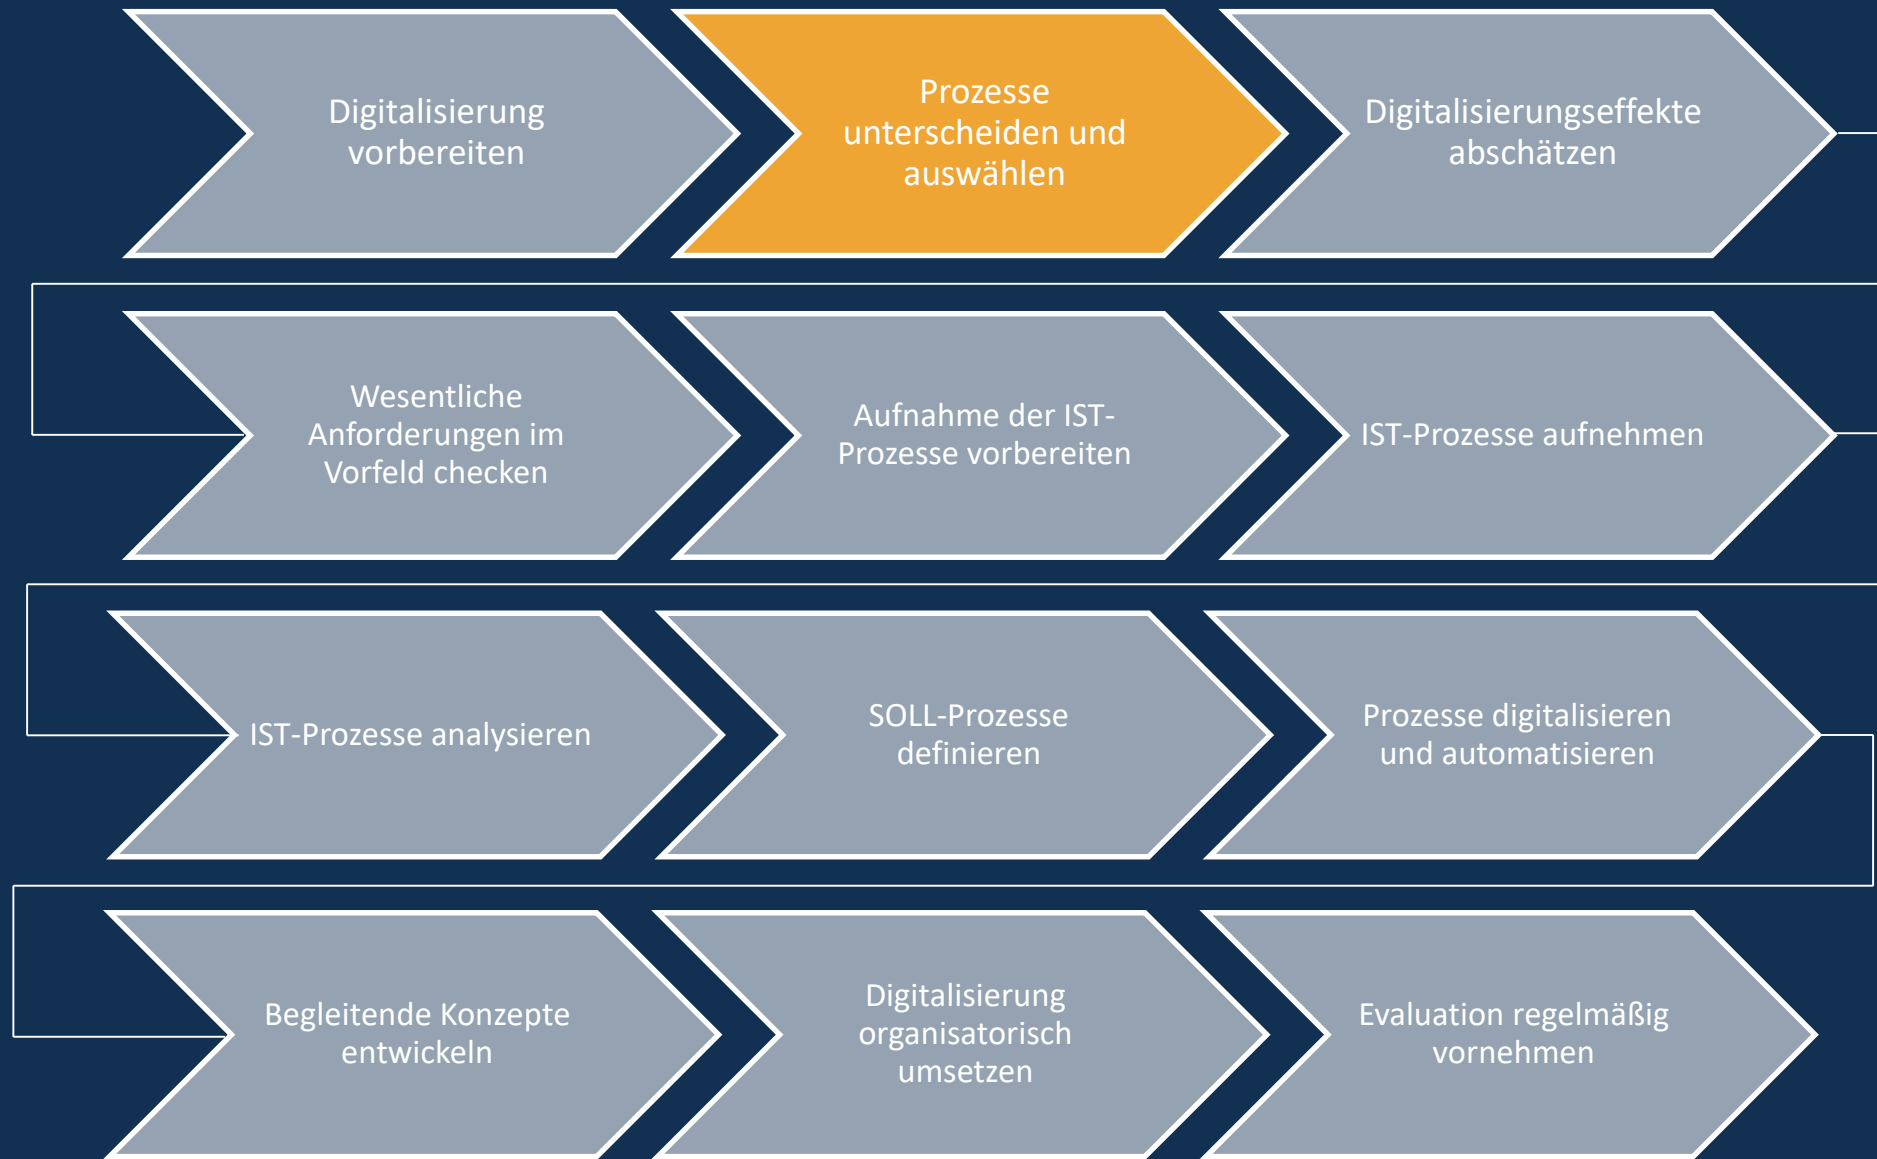 Digitalisierung
vorbereiten
Prozesse
unterscheiden und
auswählen
Digitalisierungseffekte
abschätzen
Wesentliche
Anforderungen im
Vorfeld checken
Aufnahme der IST-
Prozesse vorbereiten
IST-Prozesse aufnehmen
IST-Prozesse analysieren
SOLL-Prozesse
definieren
Prozesse digitalisieren
und automatisieren
Begleitende Konzepte
entwickeln
Digitalisierung
organisatorisch
umsetzen
Evaluation regelmäßig
vornehmen